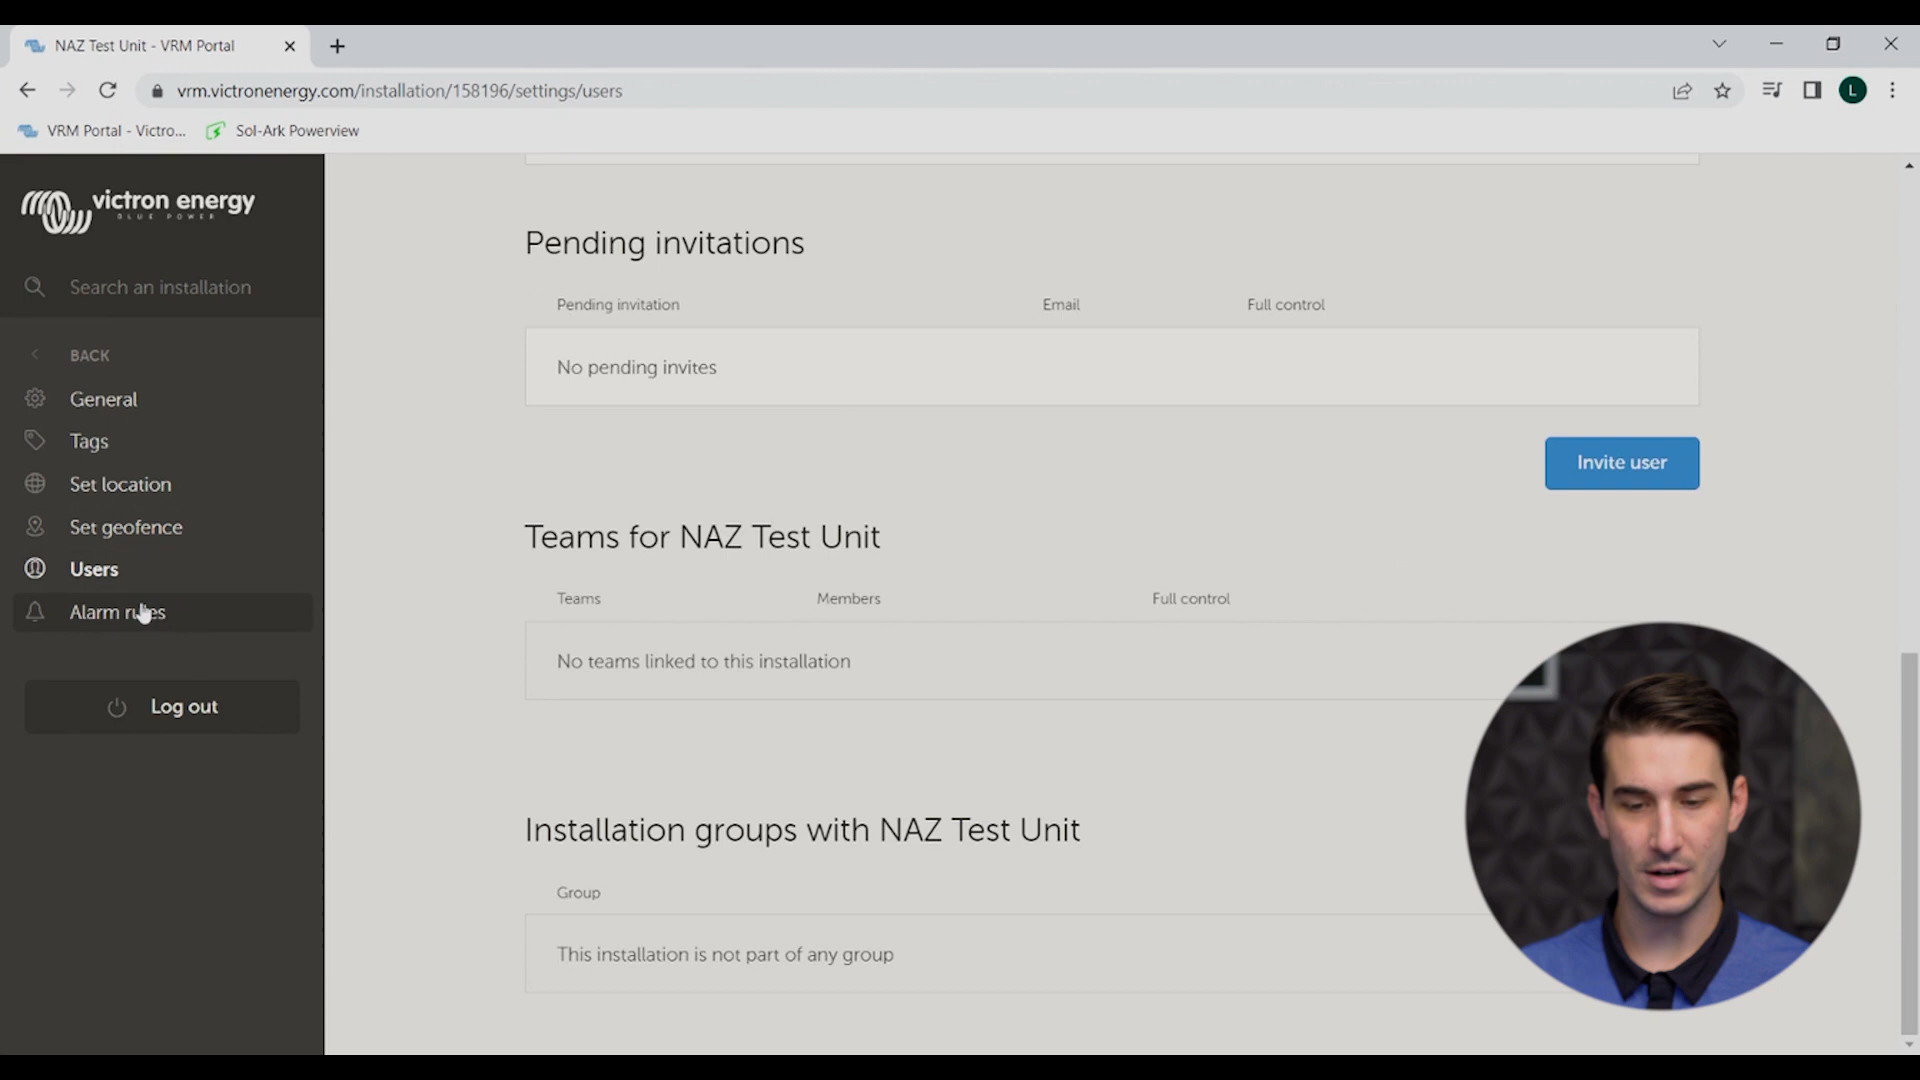 NAZ Test Unit - VRM Portal
vrm.victronenergy.com/installation/158196/settings/users
L
VRM Portal - Victro...
Sol-Ark Powerview
victron energy
BLUE POWER
Search an installation
BACK
General
Tags
Set location
Set geofence
Users
Alarm rules
Log out
Pending invitations
Pending invitation Email Full control
No pending invites
Invite user
Teams for NAZ Test Unit
Teams Members Full control
No teams linked to this installation
Installation groups with NAZ Test Unit
Group
This installation is not part of any group